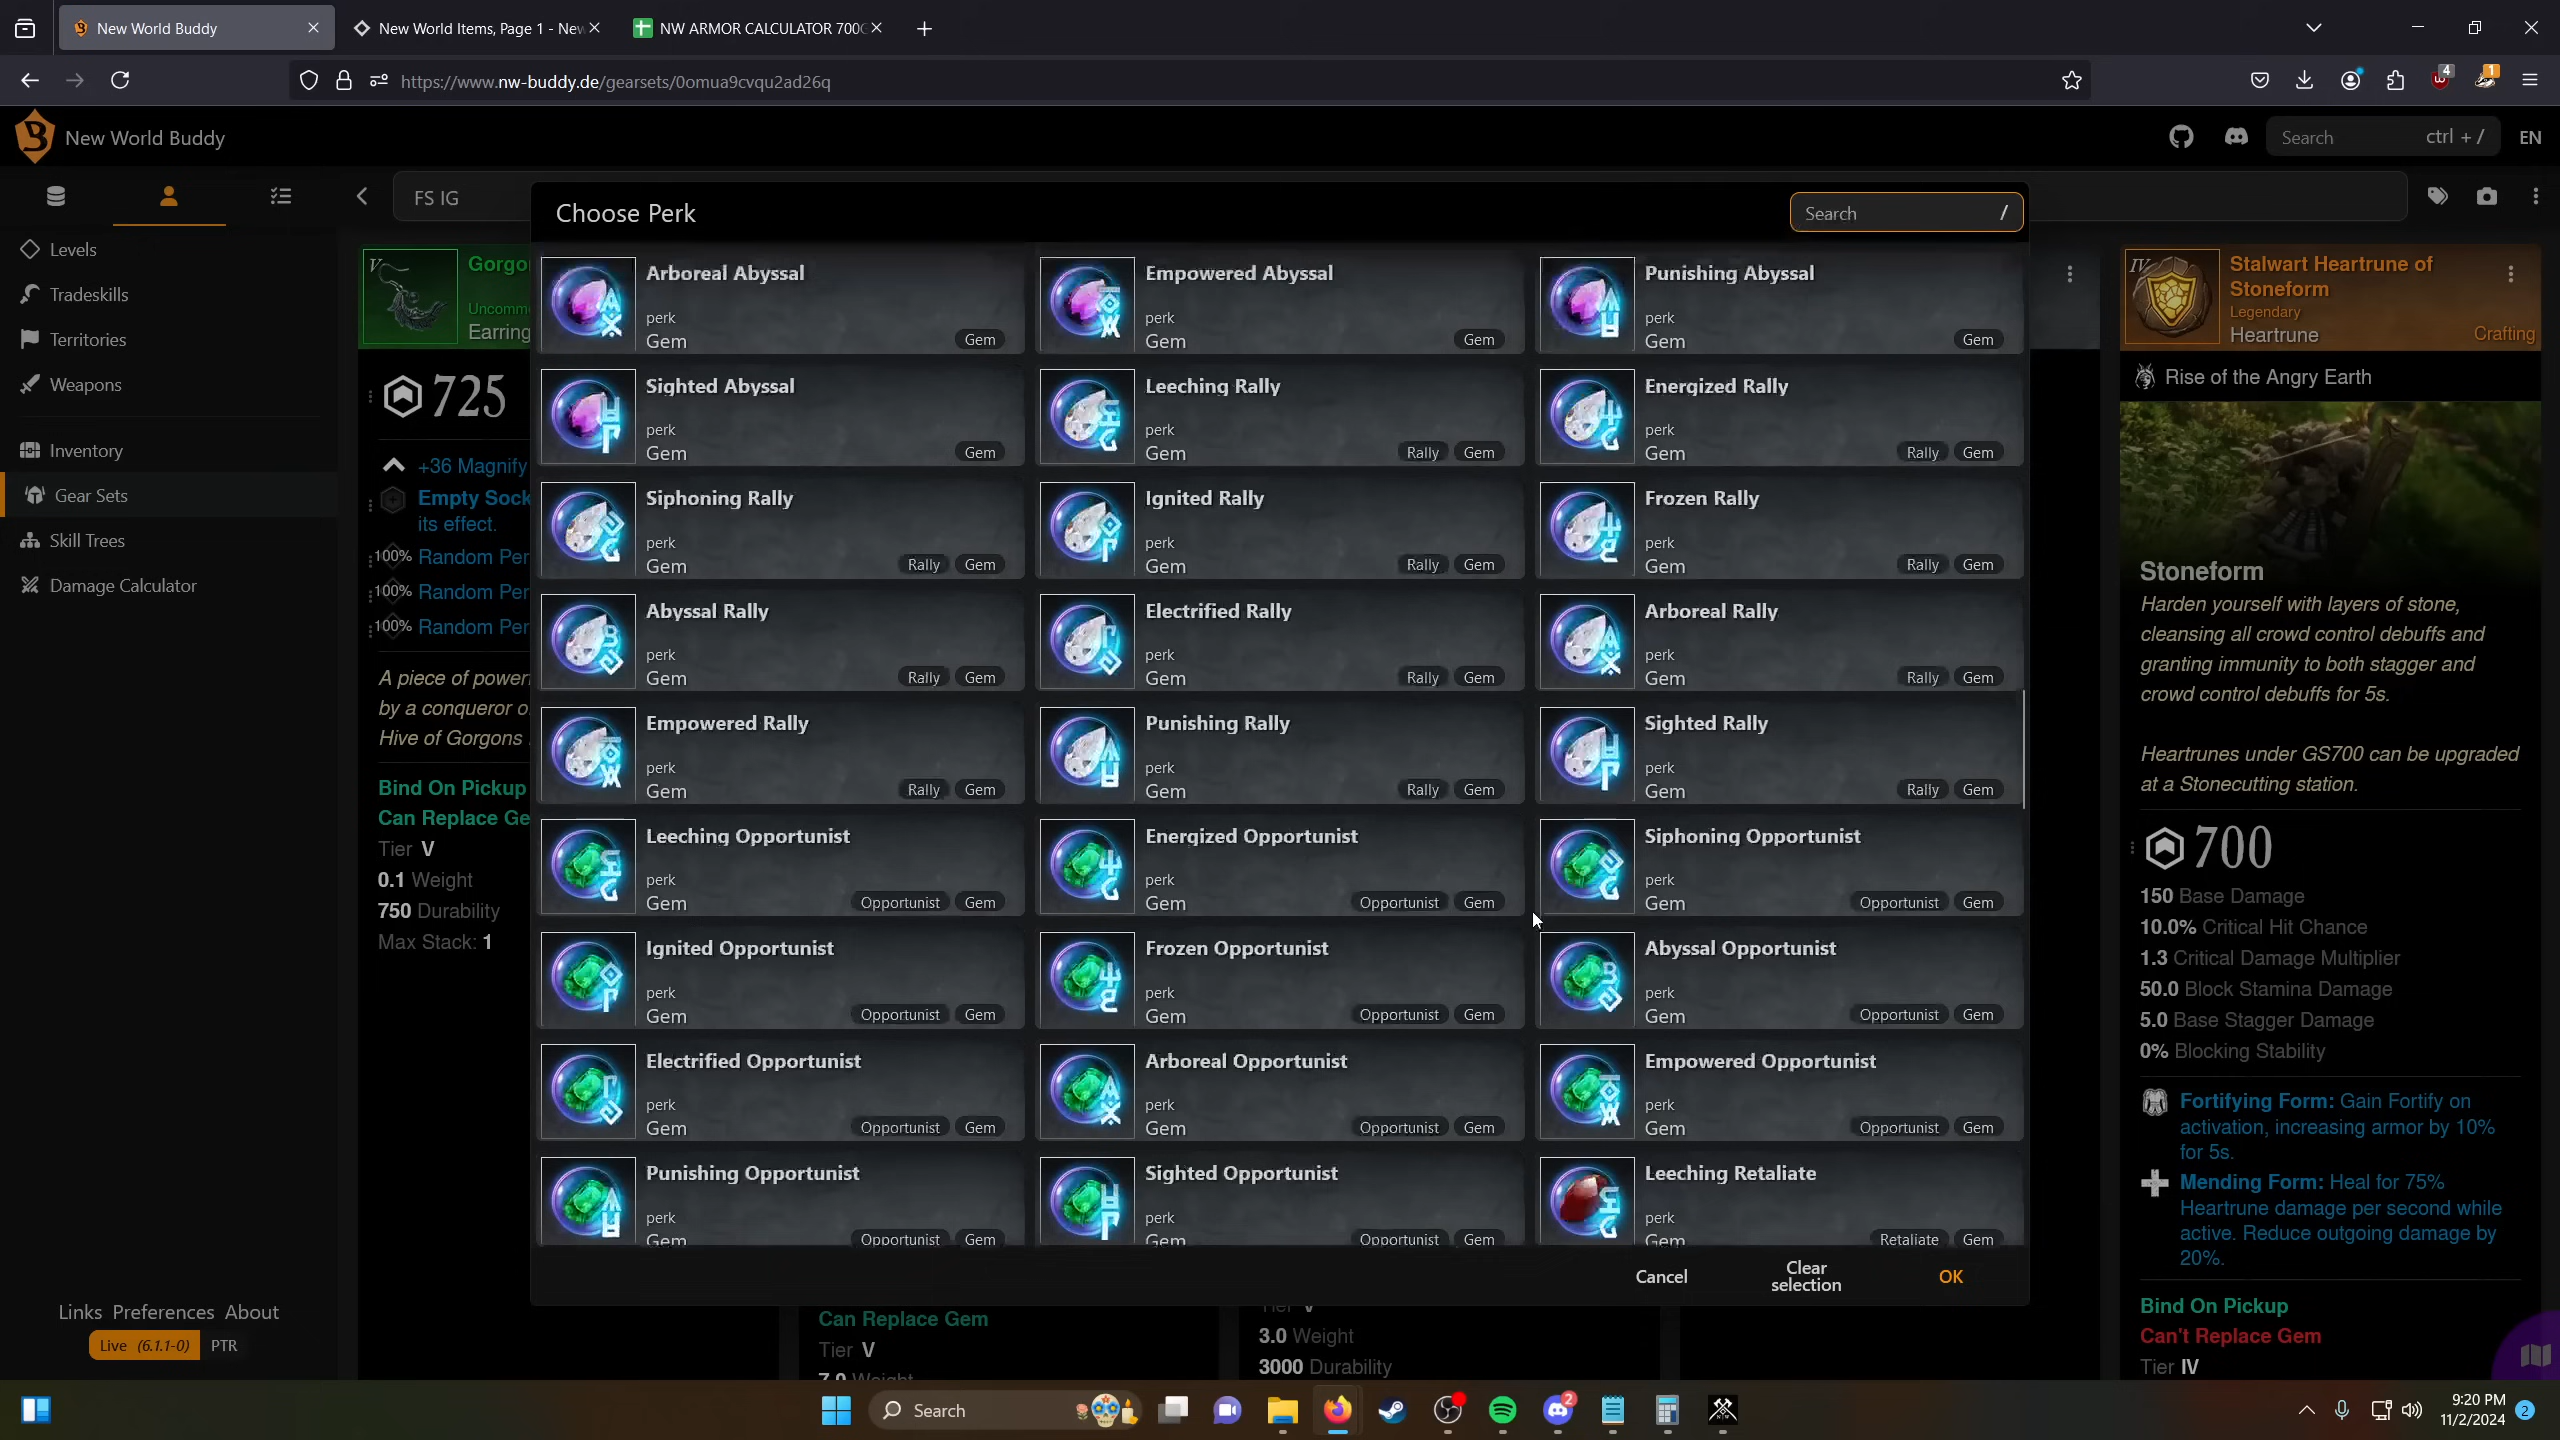 New World Buddy
New World Items, Page 1 - New
NW ARMOR CALCULATOR 700
https://www.nw-buddy.de/gearsets/0omua9cvqu2ad26q
4
1
New World Buddy
Search ctrl + /
EN
FS IG
Levels
Tradeskills
Territories
Weapons
Inventory
Gear Sets
Skill Trees
Damage Calculator
Links Preferences About
Live (6.1.1-0) PTR
V
Gorgo
Uncomm
Earring
725
+36 Magnify
Empty Sock
its effect.
100% Random Per
100% Random Per
100% Random Per
A piece of power
by a conqueror o
Hive of Gorgons
Bind On Pickup
Can Replace Ge
Tier V
0.1 Weight
750 Durability
Max Stack: 1
Choose Perk
Search /
Arboreal Abyssal
perk
Gem Gem
Empowered Abyssal
perk
Gem Gem
Punishing Abyssal
perk
Gem Gem
Sighted Abyssal
perk
Gem Gem
Leeching Rally
perk
Gem Rally Gem
Energized Rally
perk
Gem Rally Gem
Siphoning Rally
perk
Gem Rally Gem
Ignited Rally
perk
Gem Rally Gem
Frozen Rally
perk
Gem Rally Gem
Abyssal Rally
perk
Gem Rally Gem
Electrified Rally
perk
Gem Rally Gem
Arboreal Rally
perk
Gem Rally Gem
Empowered Rally
perk
Gem Rally Gem
Punishing Rally
perk
Gem Rally Gem
Sighted Rally
perk
Gem Rally Gem
Leeching Opportunist
perk
Gem Opportunist Gem
Energized Opportunist
perk
Gem Opportunist Gem
Siphoning Opportunist
perk
Gem Opportunist Gem
Ignited Opportunist
perk
Gem Opportunist Gem
Frozen Opportunist
perk
Gem Opportunist Gem
Abyssal Opportunist
perk
Gem Opportunist Gem
Electrified Opportunist
perk
Gem Opportunist Gem
Arboreal Opportunist
perk
Gem Opportunist Gem
Empowered Opportunist
perk
Gem Opportunist Gem
Punishing Opportunist
perk
Gem Opportunist Gem
Sighted Opportunist
perk
Gem Opportunist Gem
Leeching Retaliate
perk
Gem Retaliate Gem
Cancel
Clear
selection
OK
Can Replace Gem
Tier V
7.0 Weight
Tier V
3.0 Weight
3000 Durability
IV
Stalwart Heartrune of
Stoneform
Legendary
Heartrune Crafting
Rise of the Angry Earth
Stoneform
Harden yourself with layers of stone,
cleansing all crowd control debuffs and
granting immunity to both stagger and
crowd control debuffs for 5s.
Heartrunes under GS700 can be upgraded
at a Stonecutting station.
700
150 Base Damage
10.0% Critical Hit Chance
1.3 Critical Damage Multiplier
50.0 Block Stamina Damage
5.0 Base Stagger Damage
0% Blocking Stability
Fortifying Form: Gain Fortify on
activation, increasing armor by 10%
for 5s.
Mending Form: Heal for 75%
Heartrune damage per second while
active. Reduce outgoing damage by
20%.
Bind On Pickup
Can't Replace Gem
Tier IV
Search
2
9:20 PM
11/2/2024
2